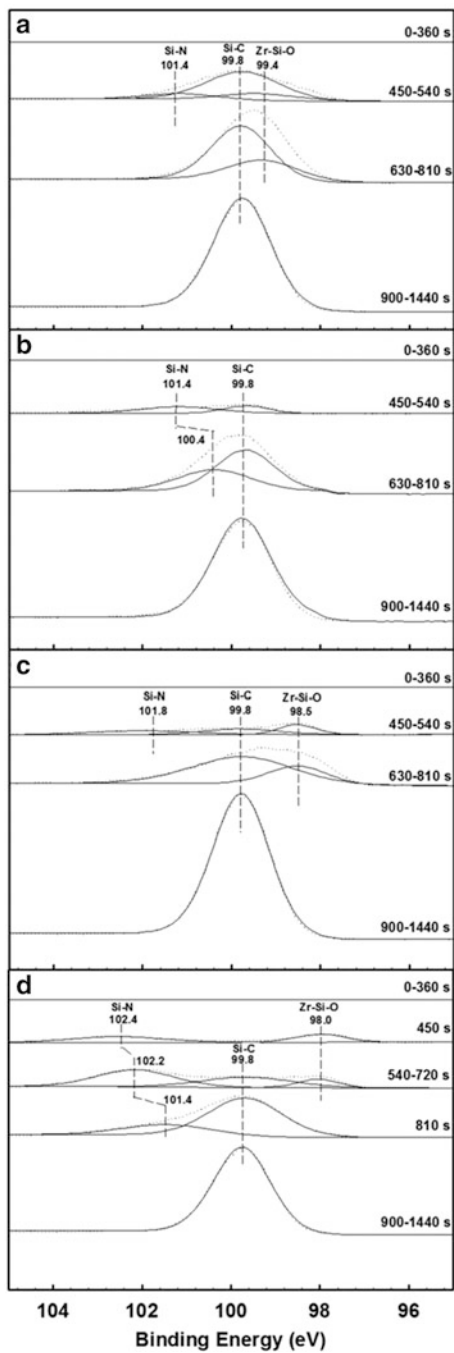 a
0-360 s
Si-N
101.4
Si-C
99.8
Zr-Si-O
99.4
450-540 s
630-810 s
900-1440 s
b
0-360 s
Si-N
101.4
Si-C
99.8
450-540 s
100.4
630-810 s
900-1440 s
c
0-360 s
Si-N
101.8
Si-C
99.8
Zr-Si-O
98.5
450-540 s
630-810 s
900-1440 s
d
0-360 s
Si-N
102.4
Zr-Si-O
98.0
450 s
102.2
Si-C
99.8
540-720 s
101.4
810 s
900-1440 s
104 102 100 98 96
Binding Energy (eV)